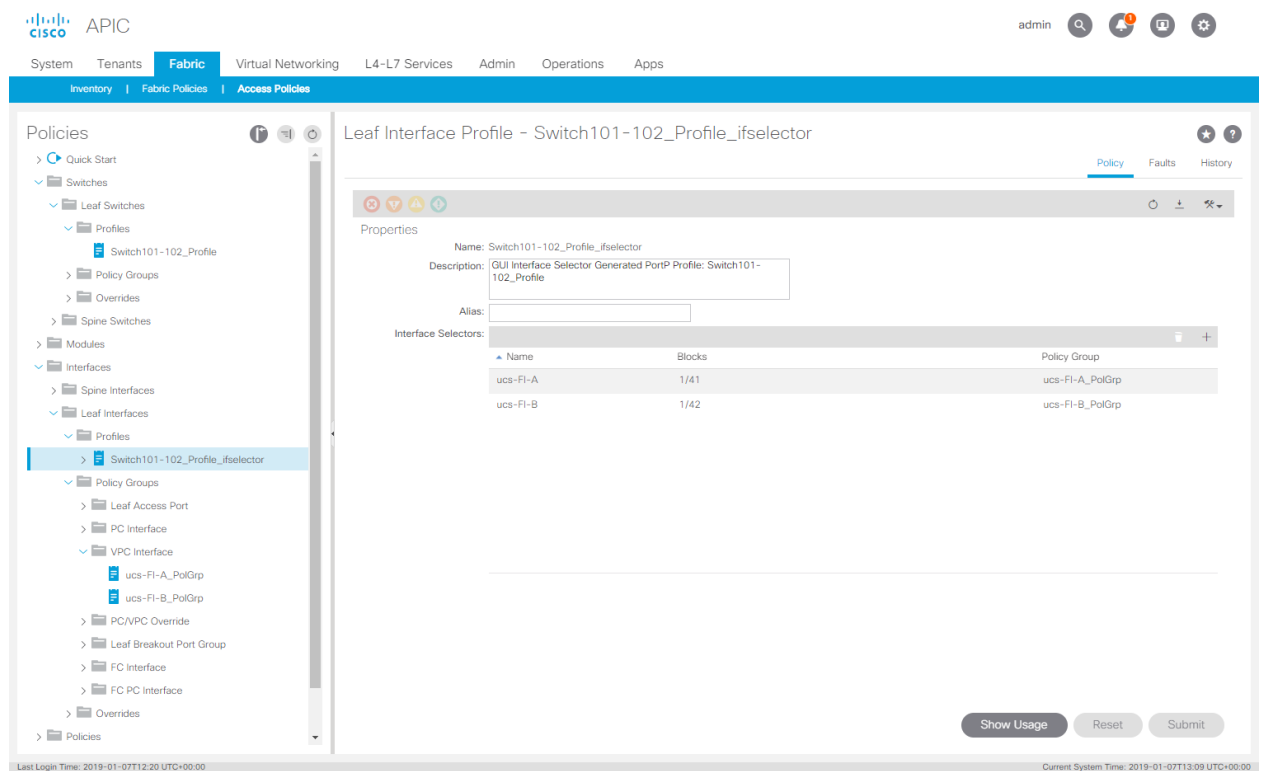 CISCO
APIC
admin
1
System Tenants Fabric Virtual Networking L4-L7 Services Admin Operations Apps
Inventory | Fabric Policies | Access Policies
Policies
Quick Start
Switches
Leaf Switches
Profiles
Switch101-102_Profile
Policy Groups
Overrides
Spine Switches
Modules
Interfaces
Spine Interfaces
Leaf Interfaces
Profiles
Switch101-102_Profile_ifselector
Policy Groups
Leaf Access Port
PC Interface
VPC Interface
ucs-FI-A_PolGrp
ucs-FI-B_PolGrp
PC/VPC Override
Leaf Breakout Port Group
FC Interface
FC PC Interface
Overrides
Policies
Leaf Interface Profile - Switch101-102_Profile_ifselector
Policy Faults History
Properties
Name: Switch101-102_Profile_ifselector
Description: GUI Interface Selector Generated PortP Profile: Switch101-
102_Profile
Alias:
Interface Selectors:
Name Blocks Policy Group
ucs-FI-A 1/41 ucs-FI-A_PolGrp
ucs-FI-B 1/42 ucs-FI-B_PolGrp
Show Usage Reset Submit
Last Login Time: 2019-01-07T12:20 UTC+00:00
Current System Time: 2019-01-07T13:09 UTC+00:00